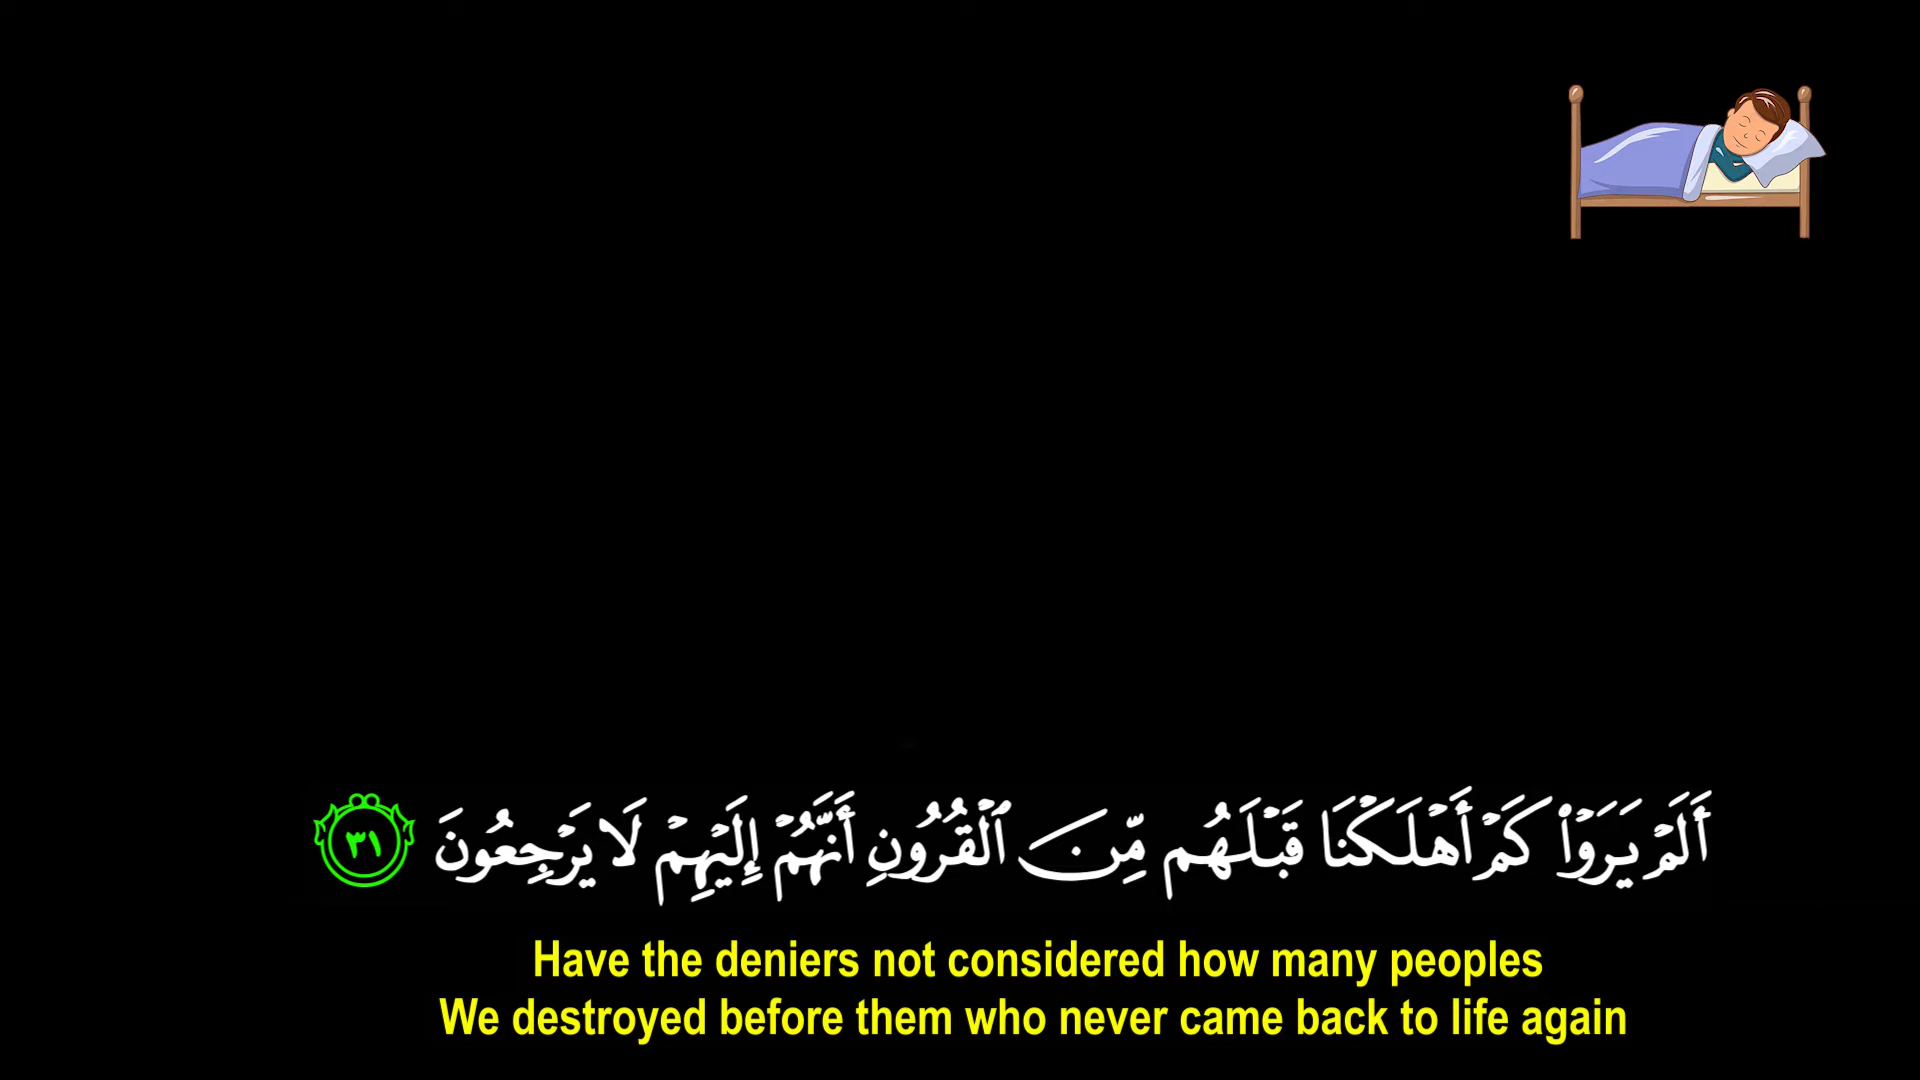 أَلَمۡ يَرَوۡاْ كَمۡ أَهۡلَكۡنَا قَبۡلَهُم مِّنَ ٱلۡقُرُونِ أَنَّهُمۡ إِلَيۡهِمۡ لَا يَرۡجِعُونَ ٣١
Have the deniers not considered how many peoples
We destroyed before them who never came back to life again